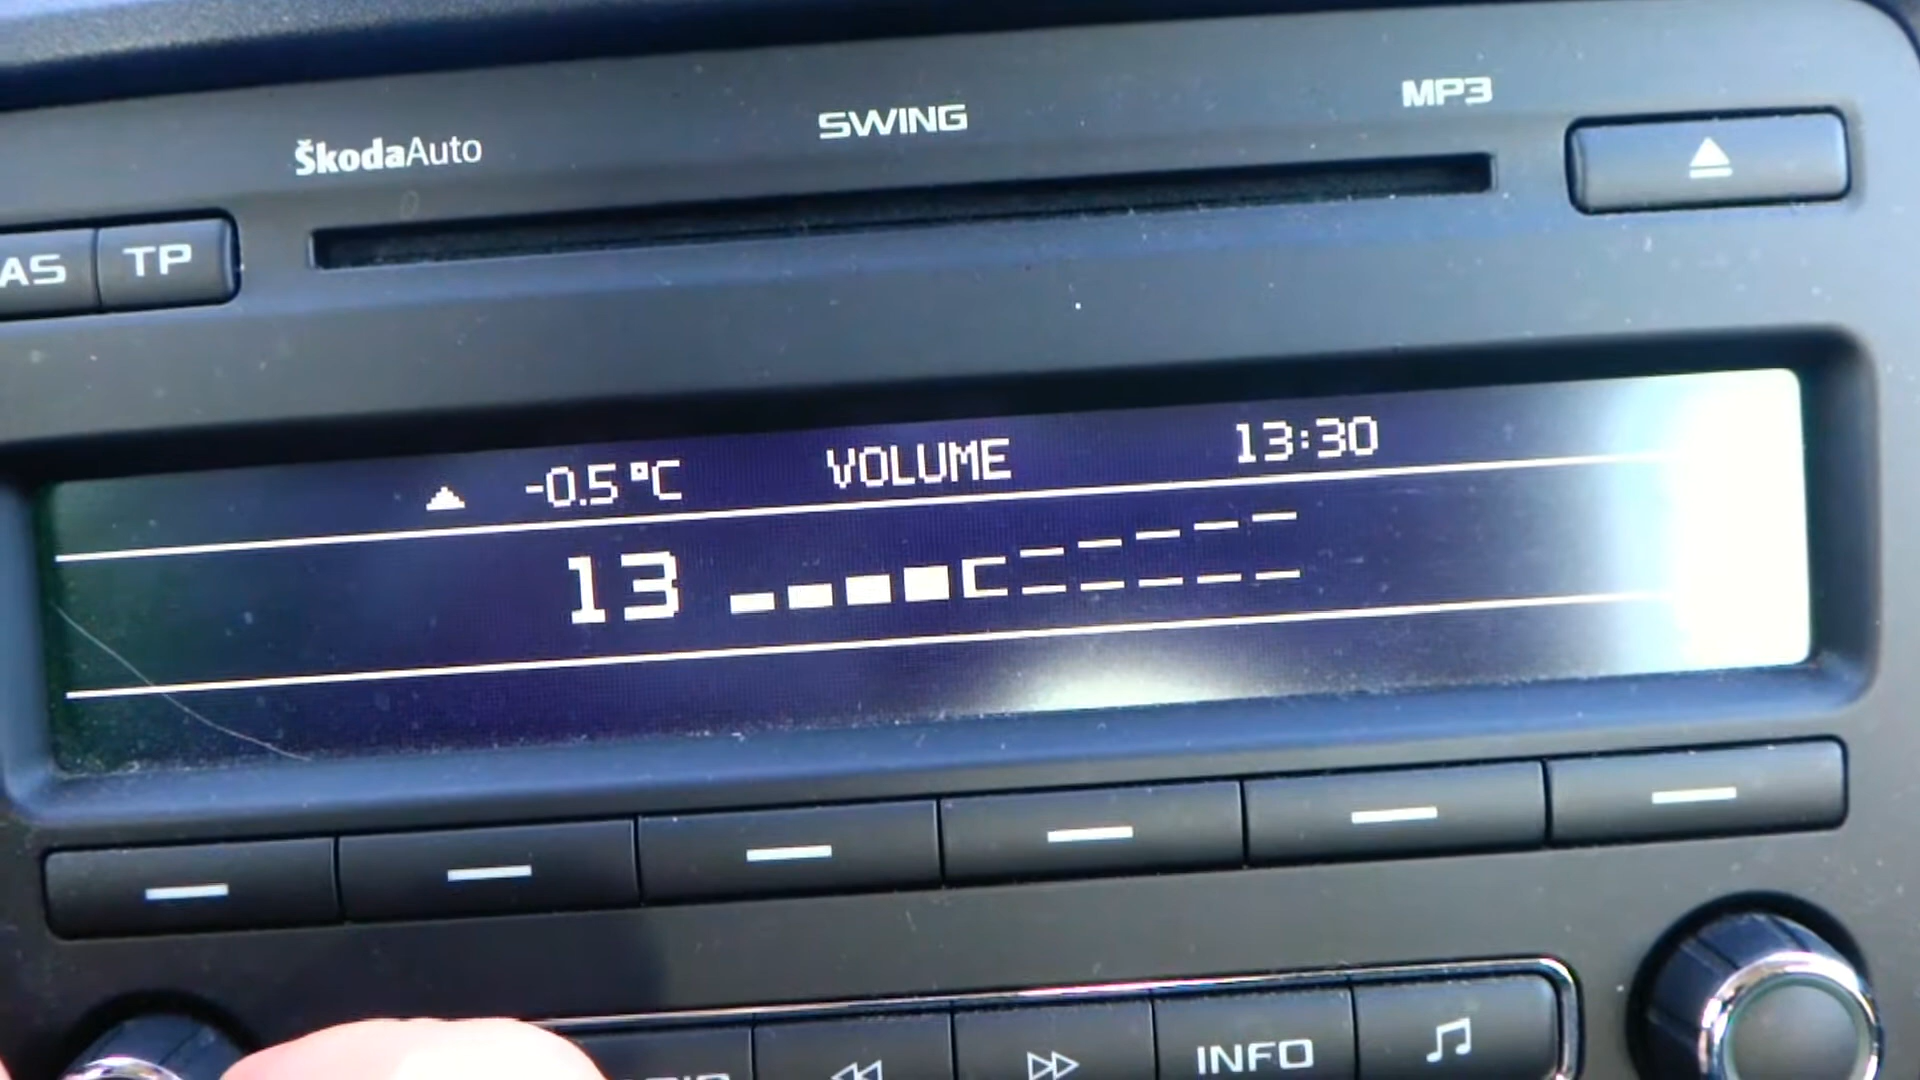 ŠkodaAuto
SWING
MP3
AS
TP
-0.5°C
VOLUME
13:30
13
INFO